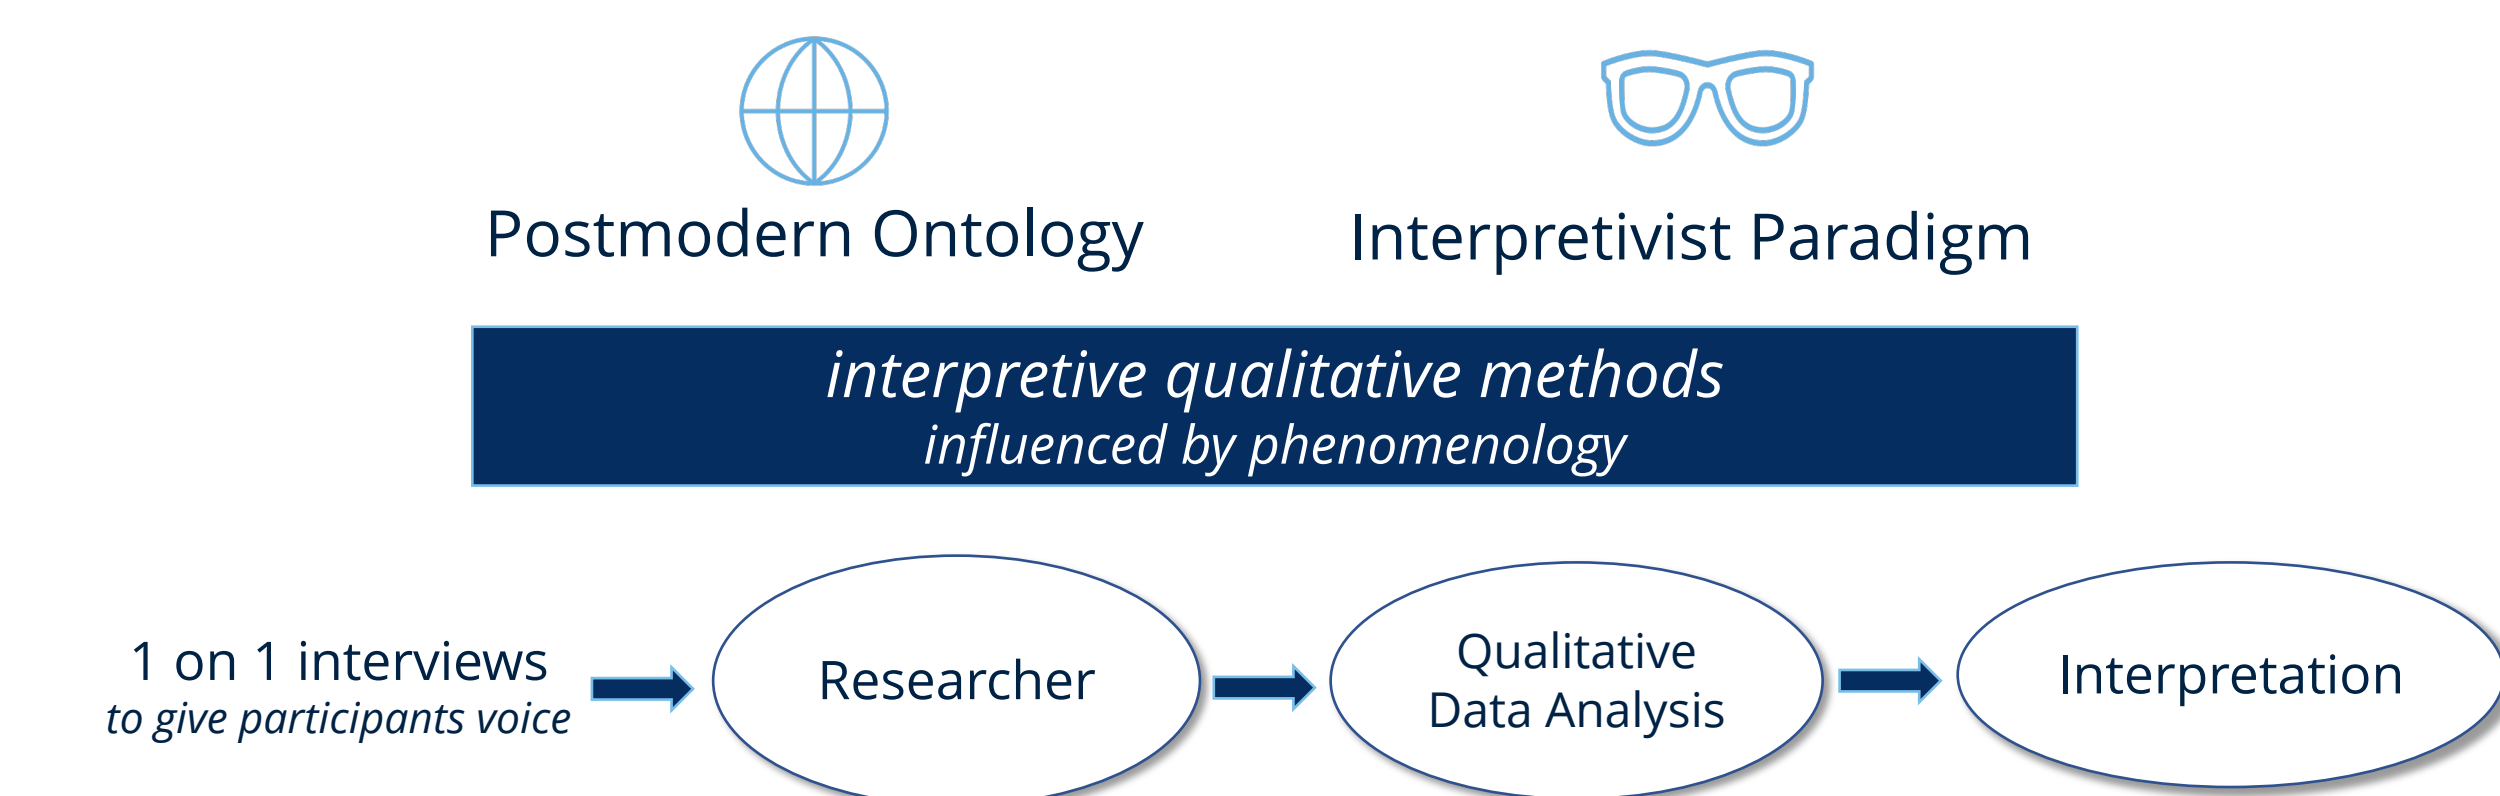 Postmodern Ontology
Interpretivist Paradigm
interpretive qualitative methods
influenced by phenomenology
1 on 1 interviews
to give participants voice
Researcher
Qualitative
Data Analysis
Interpretation